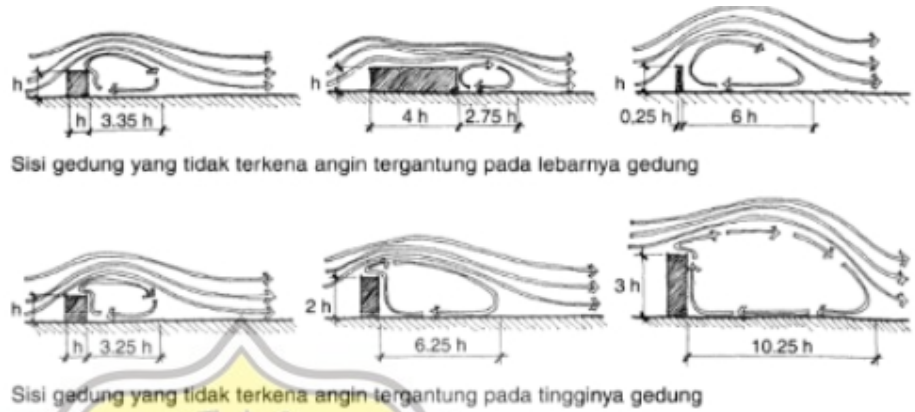 h
h
h
h 3.35 h
4 h 2.75 h
0,25 h 6 h
Sisi gedung yang tidak terkena angin tergantung pada lebarnya gedung
h
2 h
3 h
h 3.25 h
6.25 h
10.25 h
Sisi gedung yang tidak terkena angin tergantung pada tingginya gedung